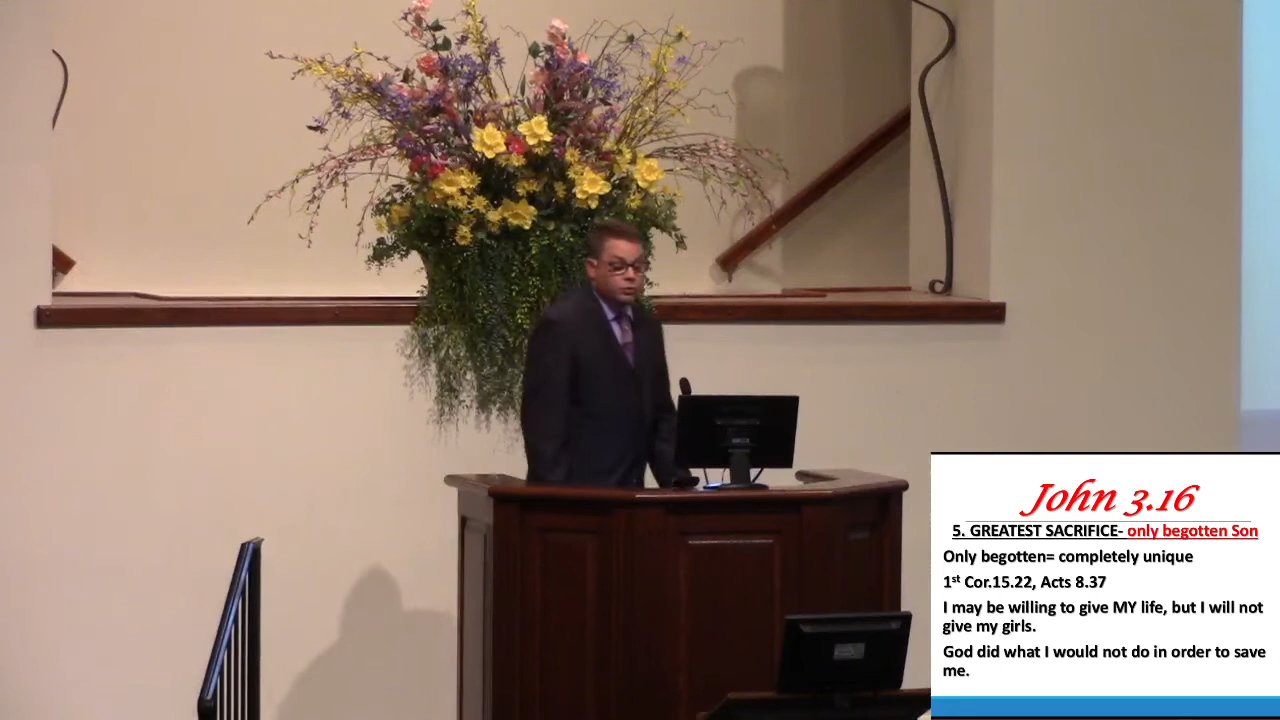 John 3.16
5. GREATEST SACRIFICE- only begotten Son
Only begotten= completely unique
1st Cor.15.22, Acts 8.37
I may be willing to give MY life, but I will not
give my girls.
God did what I would not do in order to save
me.